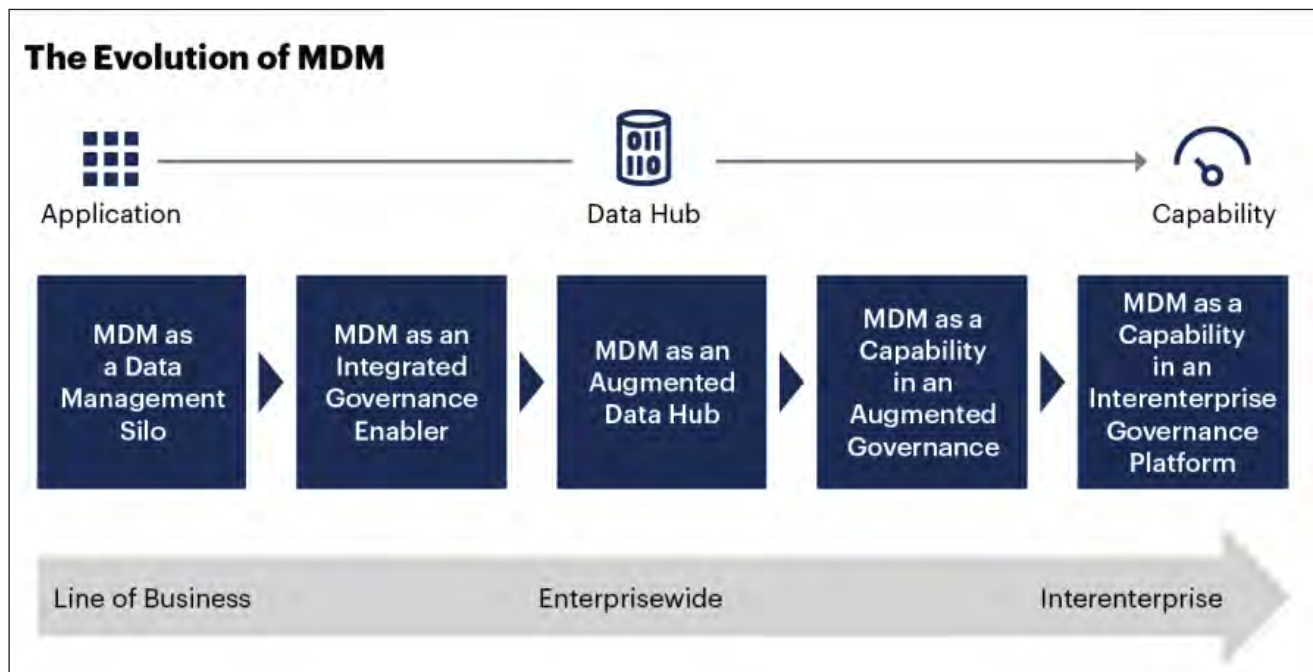 The Evolution of MDM
011
110
Application
Data Hub
Capability
MDM as
a Data
Management
Silo
MDM as an
Integrated
Governance
Enabler
MDM as an
Augmented
Data Hub
MDM as a
Capability
in an
Augmented
Governance
MDM as a
Capability
in an
Interenterprise
Governance
Platform
Line of Business
Enterprisewide
Interenterprise